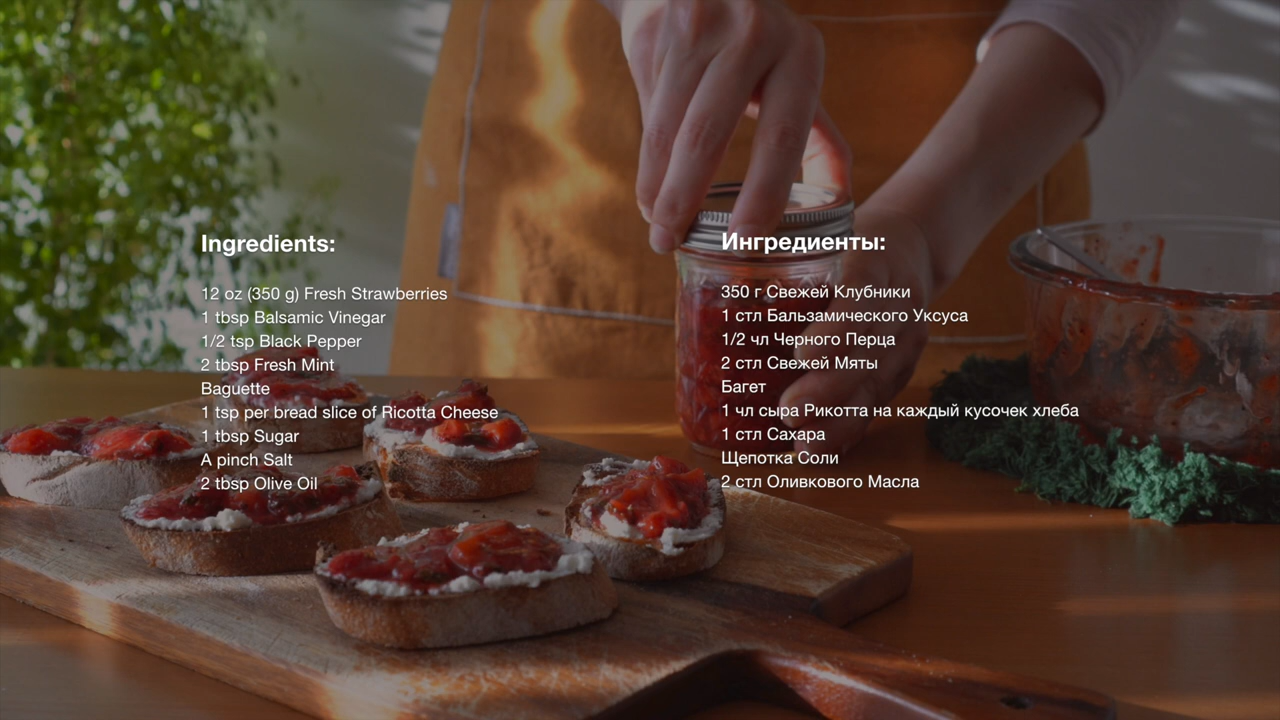 Ingredients:
12 oz (350 g) Fresh Strawberries
1 tbsp Balsamic Vinegar
1/2 tsp Black Pepper
2 tbsp Fresh Mint
Baguette
1 tsp per bread slice of Ricotta Cheese
1 tbsp Sugar
A pinch Salt
2 tbsp Olive Oil
Ингредиенты:
350 г Свежей Клубники
1 стл Бальзамического Уксуса
1/2 чл Черного Перца
2 стл Свежей Мяты
Багет
1 чл сыра Рикотта на каждый кусочек хлеба
1 стл Сахара
Щепотка Соли
2 стл Оливкового Масла